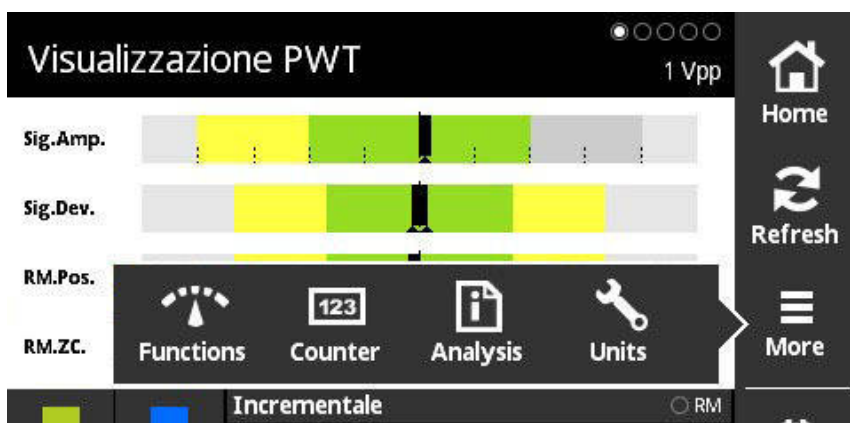 Visualizzazione PWT
1 Vpp
Home
Sig.Amp.
Sig.Dev.
Refresh
RM.Pos.
123
i
Functions
Counter
Analysis
Units
More
RM.ZC.
Incrementale
RM